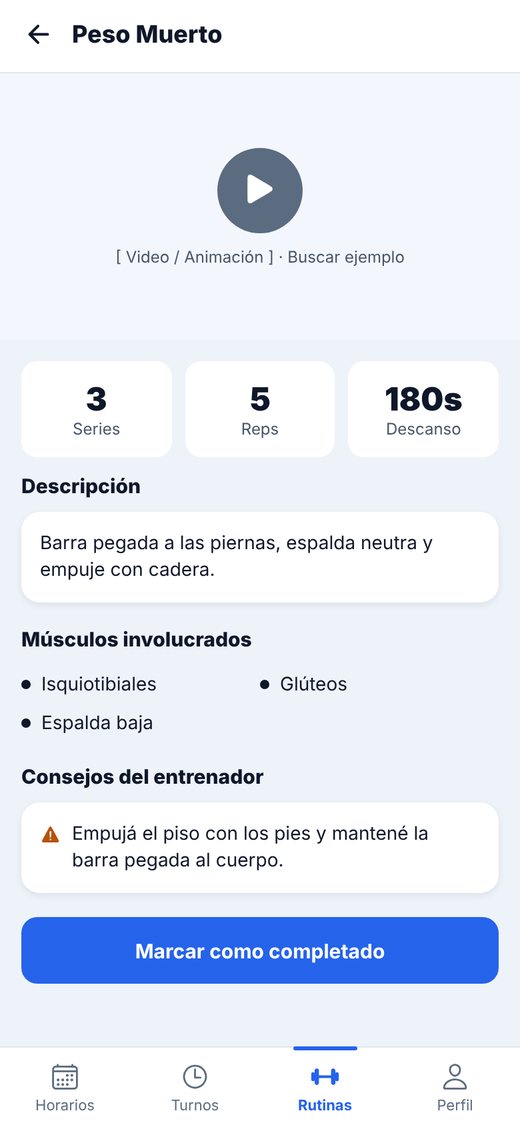 Peso Muerto
[ Video / Animación ] · Buscar ejemplo
3
Series
5
Reps
180s
Descanso
Descripción
Barra pegada a las piernas, espalda neutra y
empuje con cadera.
Músculos involucrados
Isquiotibiales
Glúteos
Espalda baja
Consejos del entrenador
Empujá el piso con los pies y mantené la
barra pegada al cuerpo.
Marcar como completado
Horarios
Turnos
Rutinas
Perfil